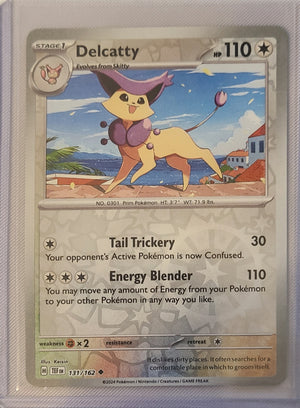 STAGE 1
Delcatty
HP 110
Evolves from Skitty
NO. 0301 Prim Pokémon HT: 3'7" WT: 71.9 lbs.
Tail Trickery 30
Your opponent's Active Pokémon is now Confused.
Energy Blender 110
You may move any amount of Energy from your Pokémon
to your other Pokémon in any way you like.
weakness × 2 resistance retreat
Illus. Kariya
It dislikes dirty places. It often searches for a
comfortable place in which to groom itself.
H TEF EN 131/162
©2024 Pokémon / Nintendo / Creatures / GAME FREAK